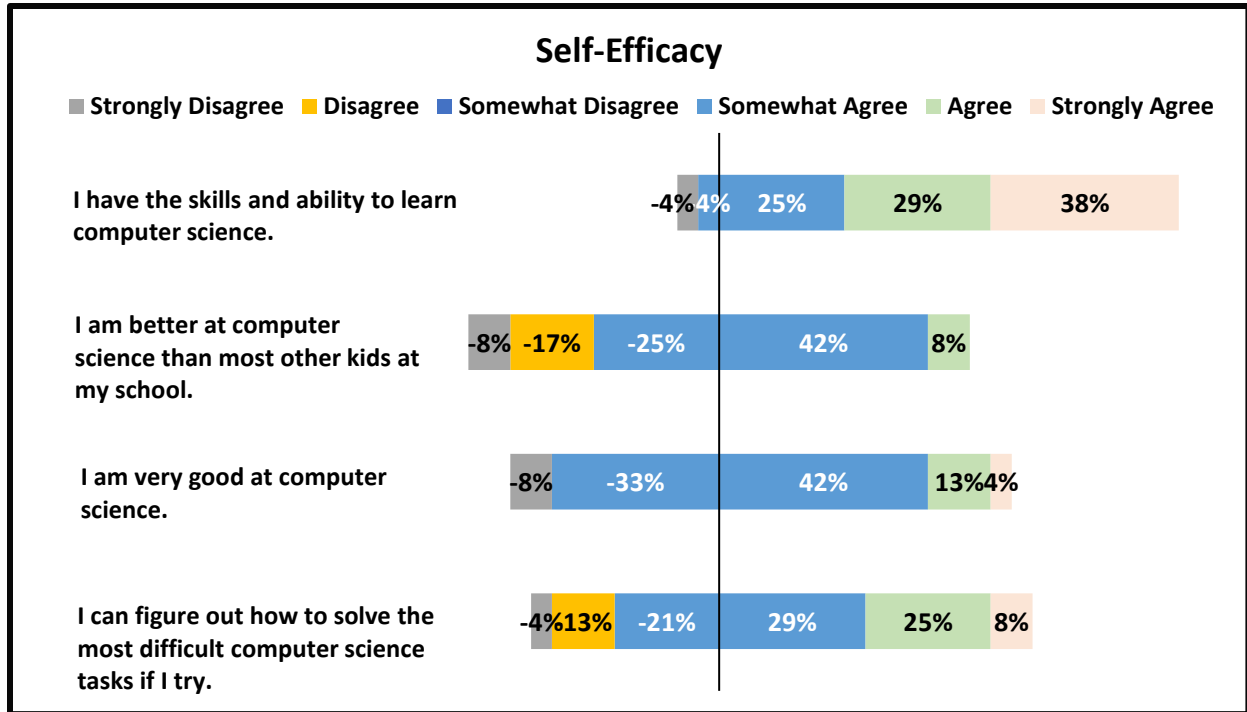 Self-Efficacy
Strongly Disagree Disagree Somewhat Disagree Somewhat Agree Agree Strongly Agree
I have the skills and ability to learn
computer science.
-4% 4% 25% 29% 38%
I am better at computer
science than most other kids at
my school.
-8% -17% -25% 42% 8%
I am very good at computer
science.
-8% -33% 42% 13% 4%
I can figure out how to solve the
most difficult computer science
tasks if I try.
-4% 13% -21% 29% 25% 8%